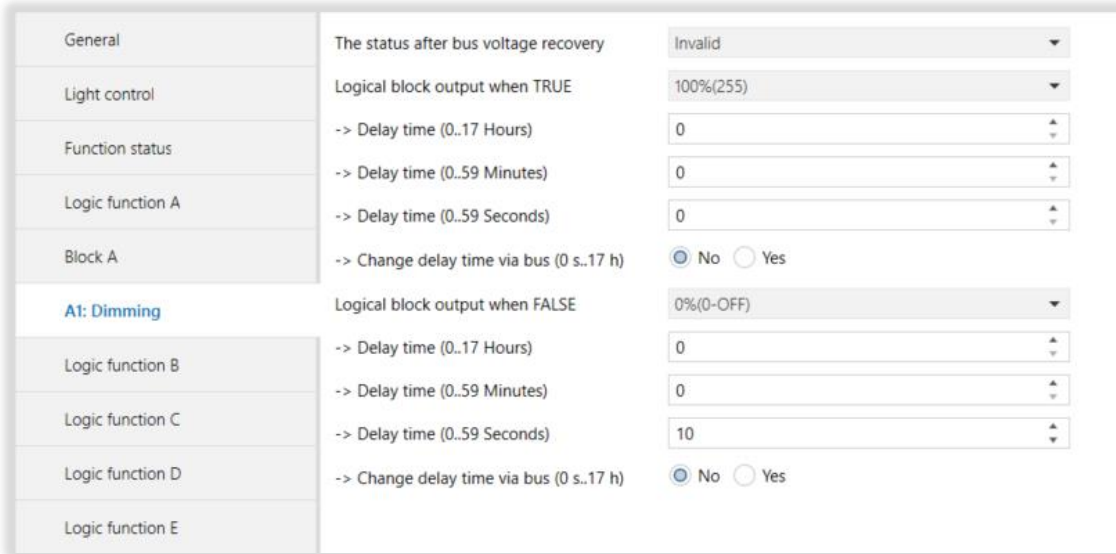 General
Light control
Function status
Logic function A
Block A
A1: Dimming
Logic function B
Logic function C
Logic function D
Logic function E
The status after bus voltage recovery Invalid
Logical block output when TRUE 100%(255)
-> Delay time (0..17 Hours) 0
-> Delay time (0..59 Minutes) 0
-> Delay time (0..59 Seconds) 0
-> Change delay time via bus (0 s..17 h) No Yes
Logical block output when FALSE 0%(0-OFF)
-> Delay time (0..17 Hours) 0
-> Delay time (0..59 Minutes) 0
-> Delay time (0..59 Seconds) 10
-> Change delay time via bus (0 s..17 h) No Yes